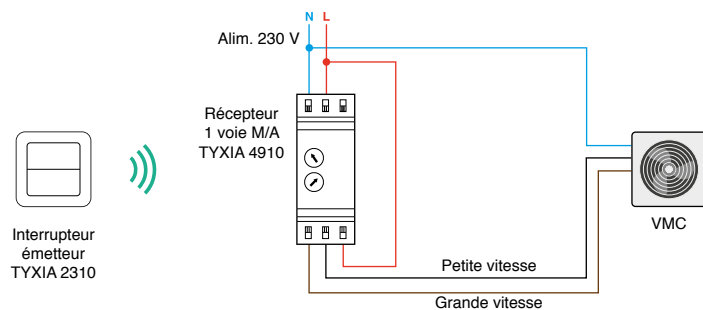 N L
Alim. 230 V
Récepteur
1 voie M/A
TYXIA 4910
Interrupteur
émetteur
TYXIA 2310
VMC
Petite vitesse
Grande vitesse